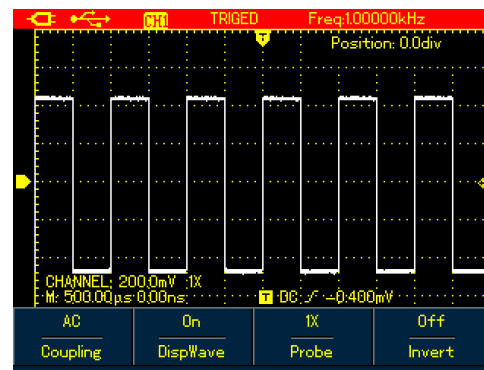 CH1 TRIGED Freq:1.00000kHz
T Position: 0.0div
CHANNEL: 200.0mV 1X
M: 500.00μs 0.00ns T DC -0.400mV
AC On 1X Off
Coupling DispWave Probe Invert